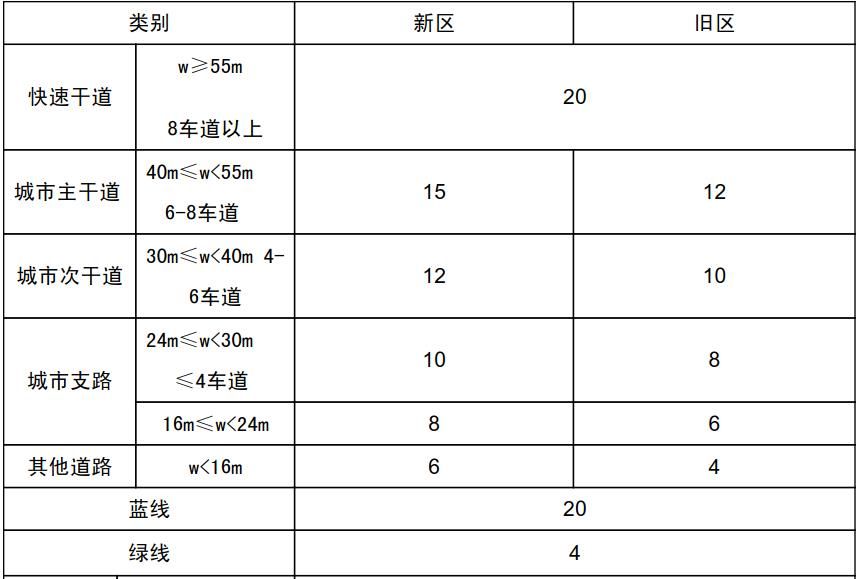 类别 新区 旧区
w≥55m
快速干道 20
8车道以上
40m≤w<55m
城市主干道 15 12
6-8车道
30m≤w<40m 4-
城市次干道 12 10
6车道
24m≤w<30m
10 8
≤4车道
城市支路
16m≤w<24m 8 6
其他道路 w<16m 6 4
蓝线 20
绿线 4